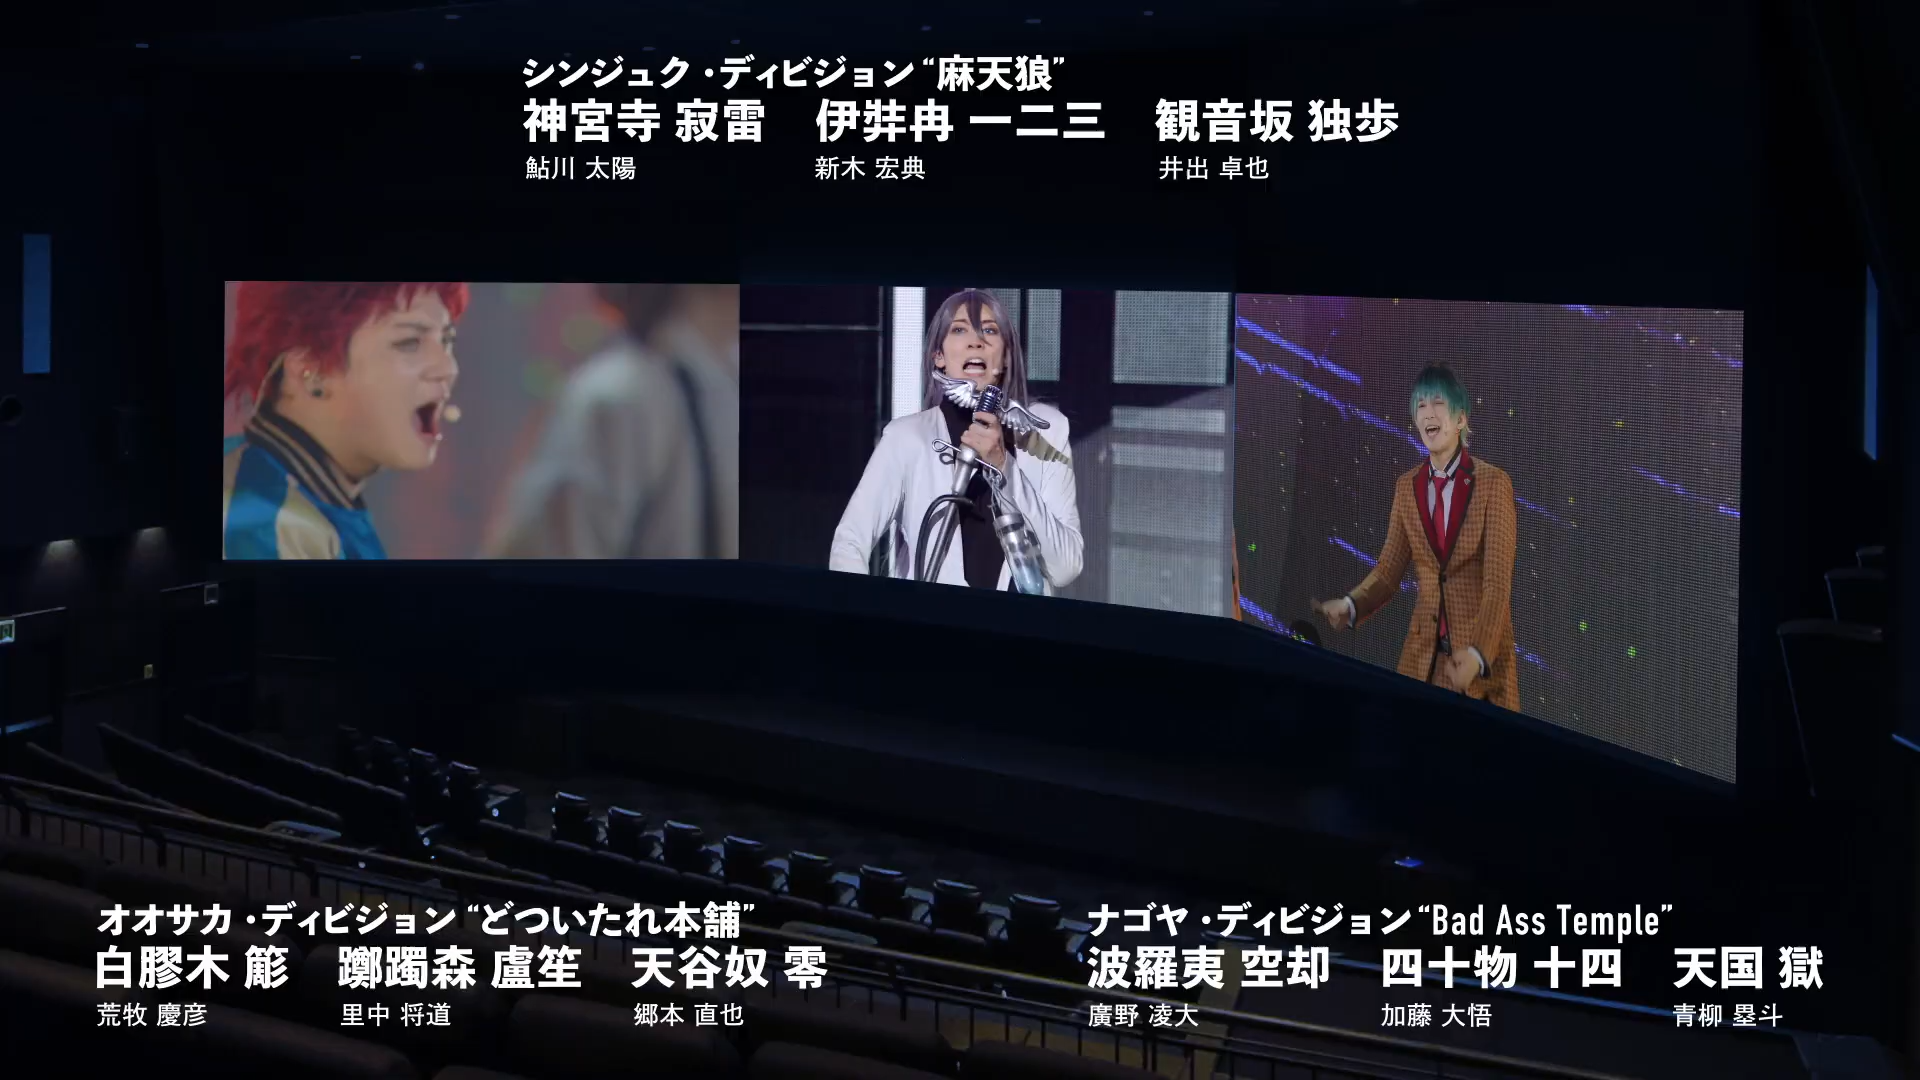 シンジュク・ディビジョン“麻天狼”
神宮寺 寂雷 伊弉冉 一二三 観音坂 独歩
鮎川 太陽 新木 宏典 井出 卓也
オオサカ・ディビジョン“どついたれ本舗”
白膠木 簓 躑躅森 盧笙 天谷奴 零
荒牧 慶彦 里中 将道 郷本 直也
ナゴヤ・ディビジョン“Bad Ass Temple”
波羅夷 空却 四十物 十四 天国 獄
廣野 凌大 加藤 大悟 青柳 塁斗